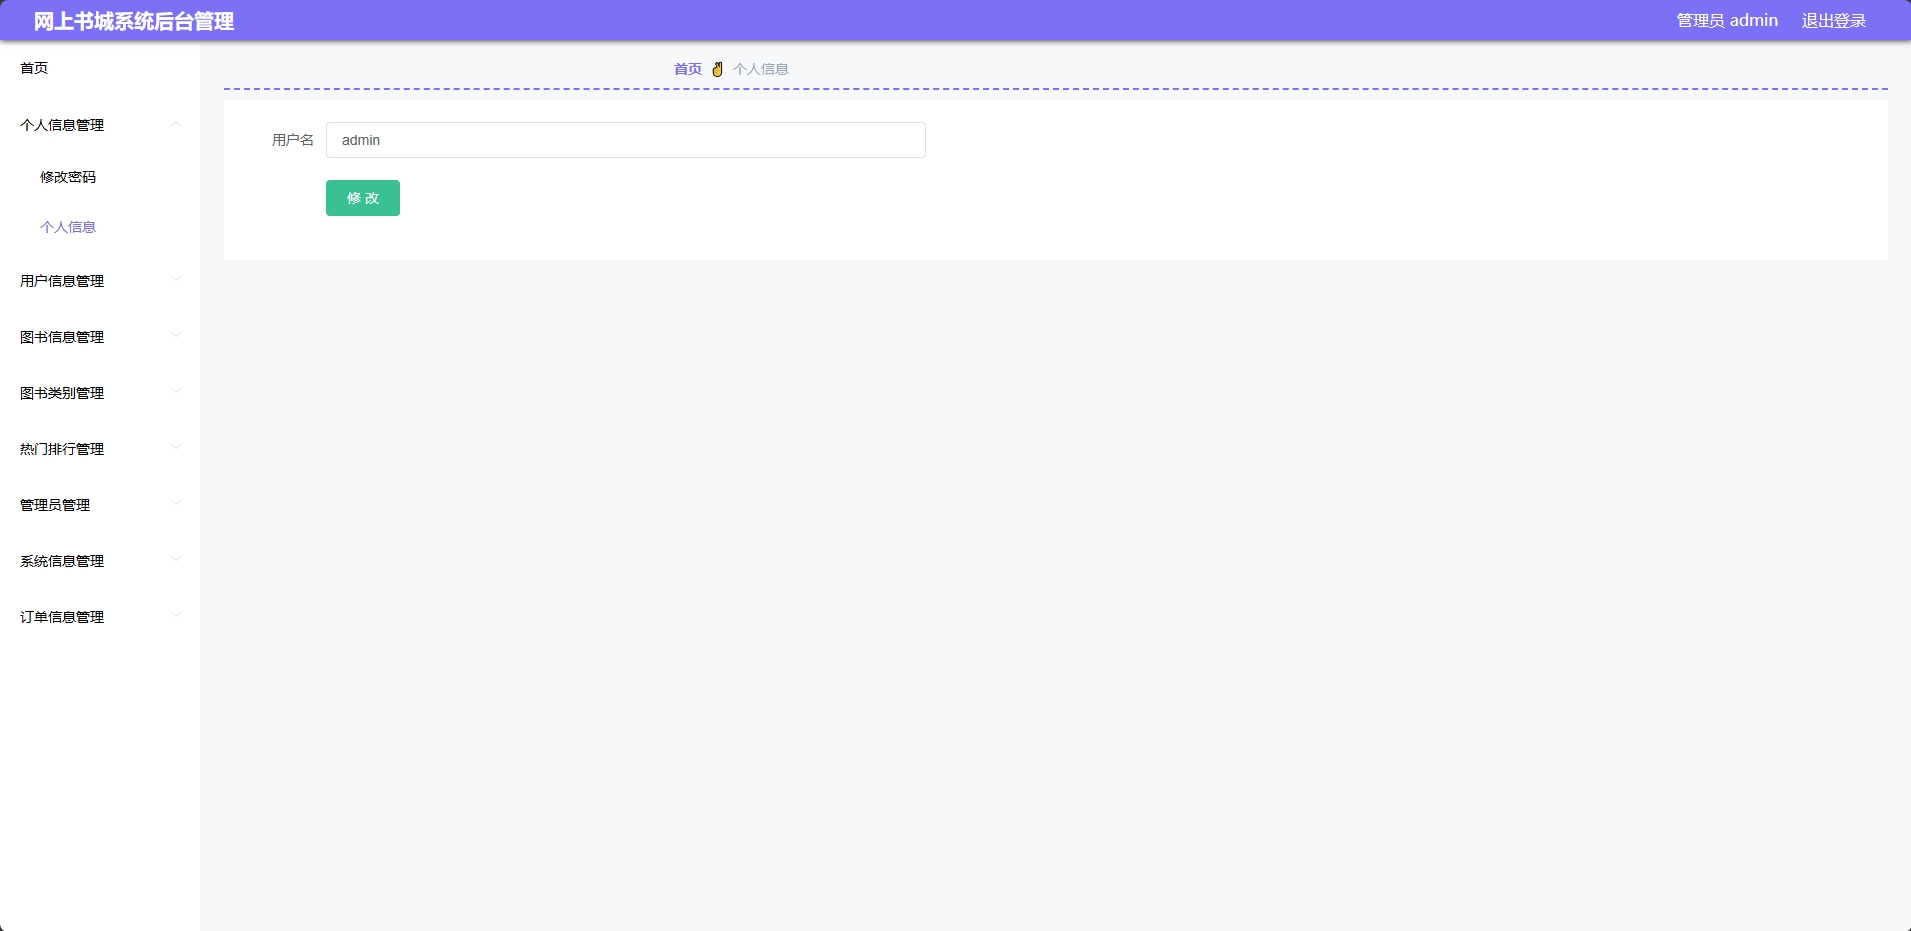 网上书城系统后台管理
管理员 admin 退出登录
首页
个人信息管理
修改密码
个人信息
用户信息管理
图书信息管理
图书类别管理
热门排行管理
管理员管理
系统信息管理
订单信息管理
首页 ✌ 个人信息
用户名 admin
修 改